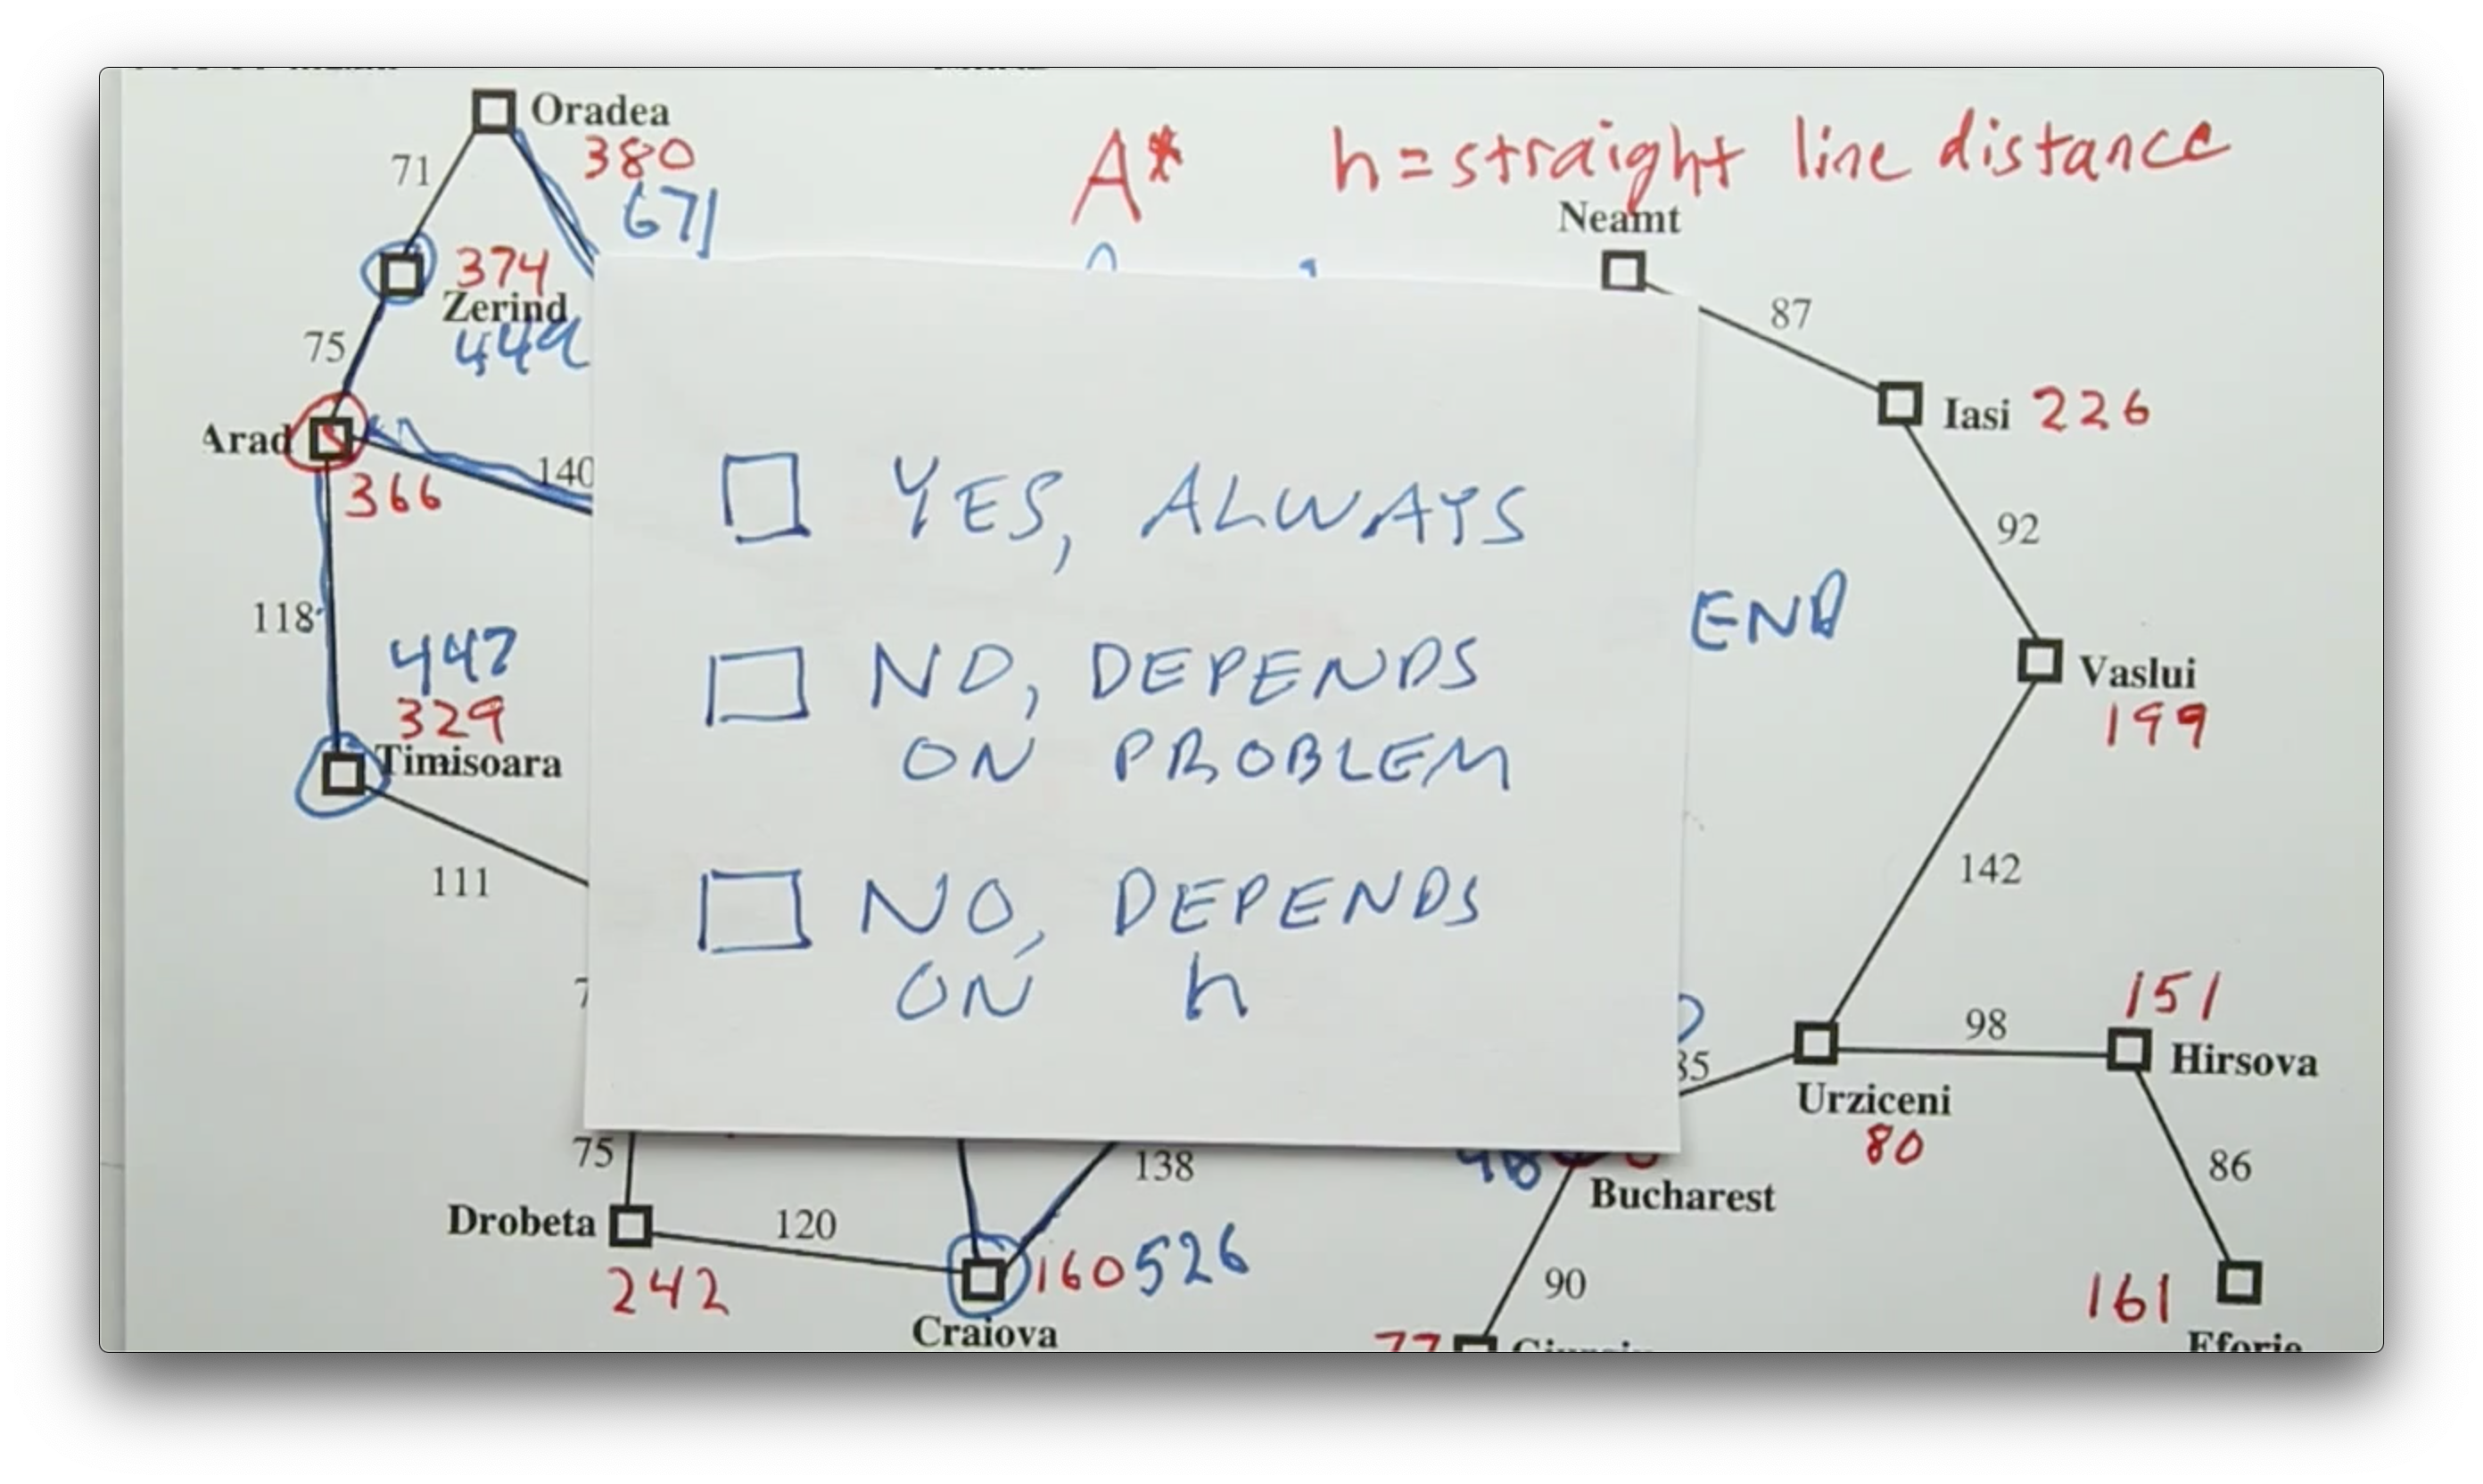 Oradea
380
A* h = straight line distance
71
671
Neamt
374
Zerind
87
75
449
Iasi 226
Arad
140
366
YES, ALWAYS
92
END
118
447
329
NO, DEPENDS
ON PROBLEM
Vaslui
199
Timisoara
111
142
NO, DEPENDS
ON h
151
98
Hirsova
Urziceni
80
75
138
86
Bucharest
Drobeta
120
160 526
242
90
161
Craiova
77